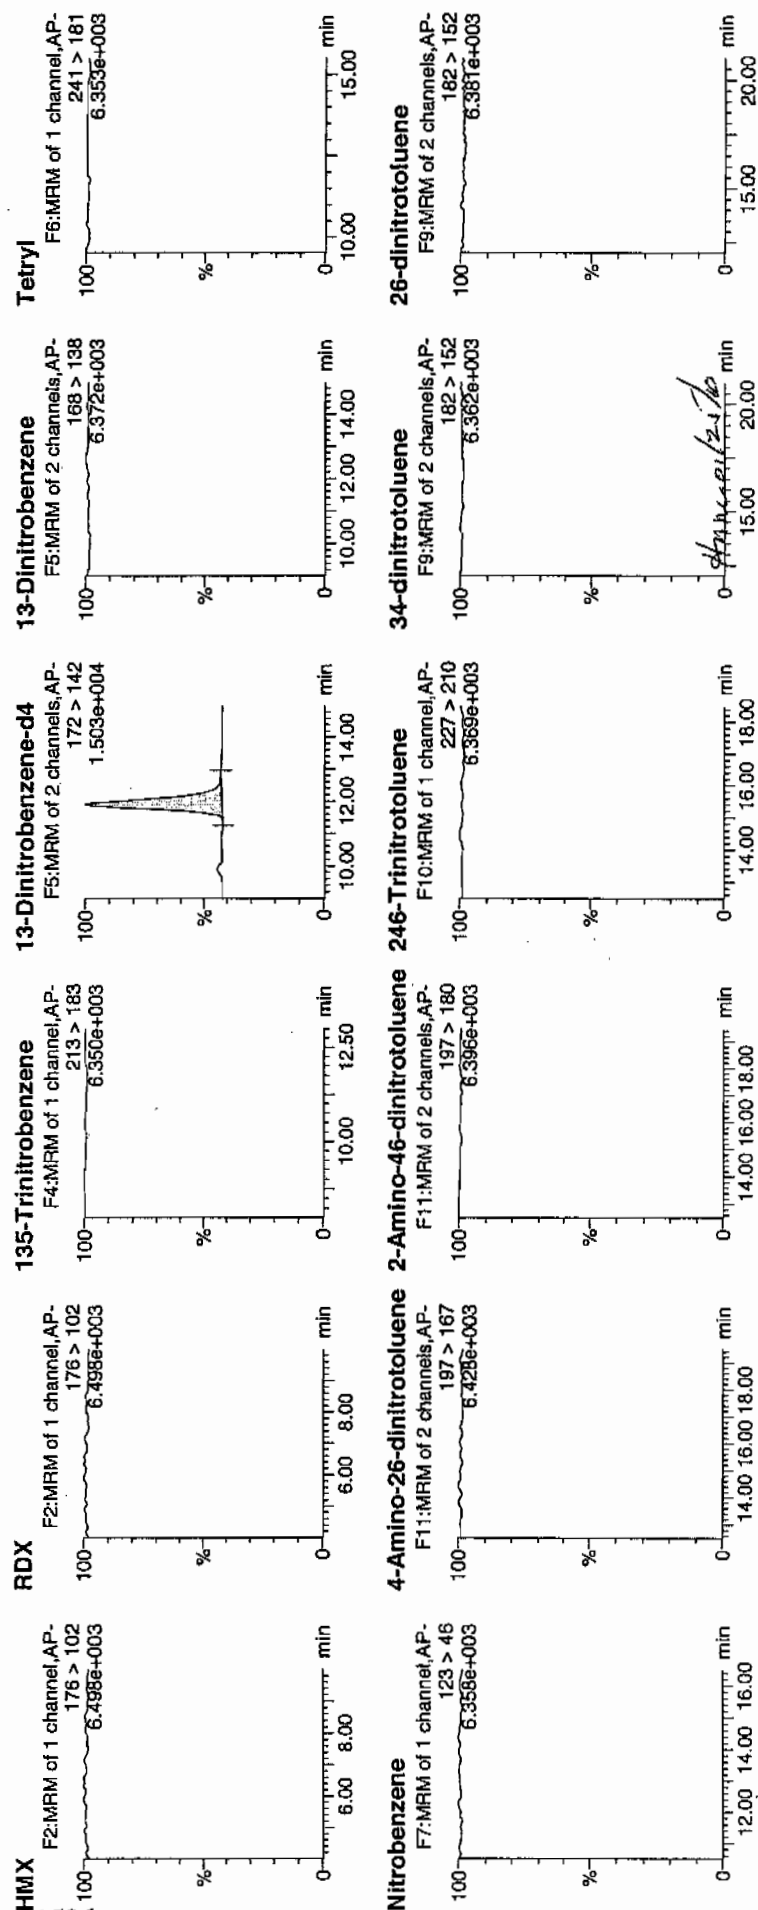 HMX
F2:MRM of 1 channel,AP-
176 > 102
6.498e+003
100
%
0
6.00 8.00 min
RDX
F2:MRM of 1 channel,AP-
176 > 102
6.498e+003
100
%
0
6.00 8.00 min
135-Trinitrobenzene
F4:MRM of 1 channel,AP-
213 > 183
6.350e+003
100
%
0
10.00 12.50 min
13-Dinitrobenzene-d4
F5:MRM of 2 channels,AP-
172 > 142
1.503e+004
100
%
0
10.00 12.00 14.00 min
13-Dinitrobenzene
F5:MRM of 2 channels,AP-
168 > 138
6.372e+003
100
%
0
10.00 12.00 14.00 min
Tetryl
F6:MRM of 1 channel,AP-
241 > 181
6.353e+003
100
%
0
10.00 15.00 min
Nitrobenzene
F7:MRM of 1 channel,AP-
123 > 46
6.358e+003
100
%
0
12.00 14.00 16.00 min
4-Amino-26-dinitrotoluene
F11:MRM of 2 channels,AP-
197 > 167
6.428e+003
100
%
0
14.00 16.00 18.00 min
2-Amino-46-dinitrotoluene
F11:MRM of 2 channels,AP-
197 > 180
6.396e+003
100
%
0
14.00 16.00 18.00 min
246-Trinitrotoluene
F10:MRM of 1 channel,AP-
227 > 210
6.369e+003
100
%
0
14.00 16.00 18.00 min
34-dinitrotoluene
F9:MRM of 2 channels,AP-
182 > 152
6.362e+003
100
%
0
15.00 20.00 min
26-dinitrotoluene
F9:MRM of 2 channels,AP-
182 > 152
6.381e+003
100
%
0
15.00 20.00 min